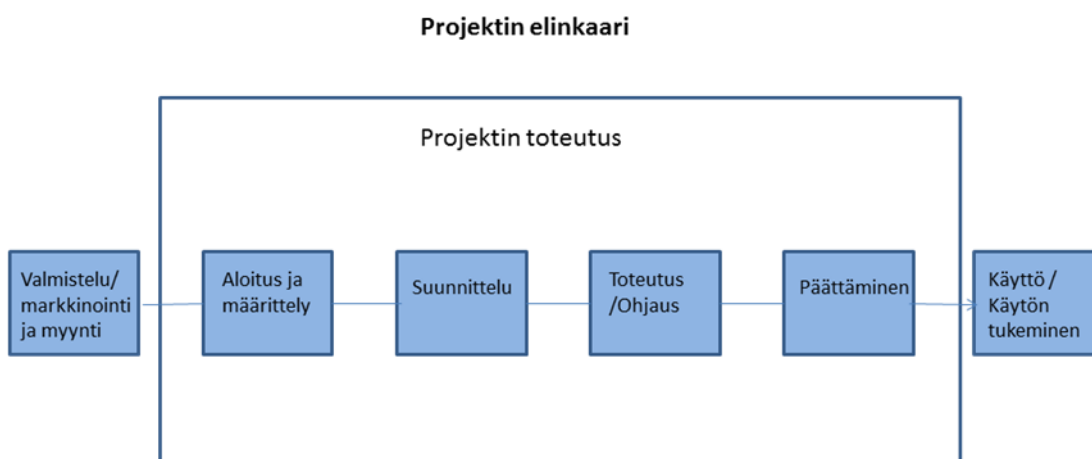 Projektin elinkaari
Projektin toteutus
Valmistelu/
markkinointi
ja myynti
Aloitus ja
määrittely
Suunnittelu
Toteutus
/Ohjaus
Päättäminen
Käyttö /
Käytön
tukeminen